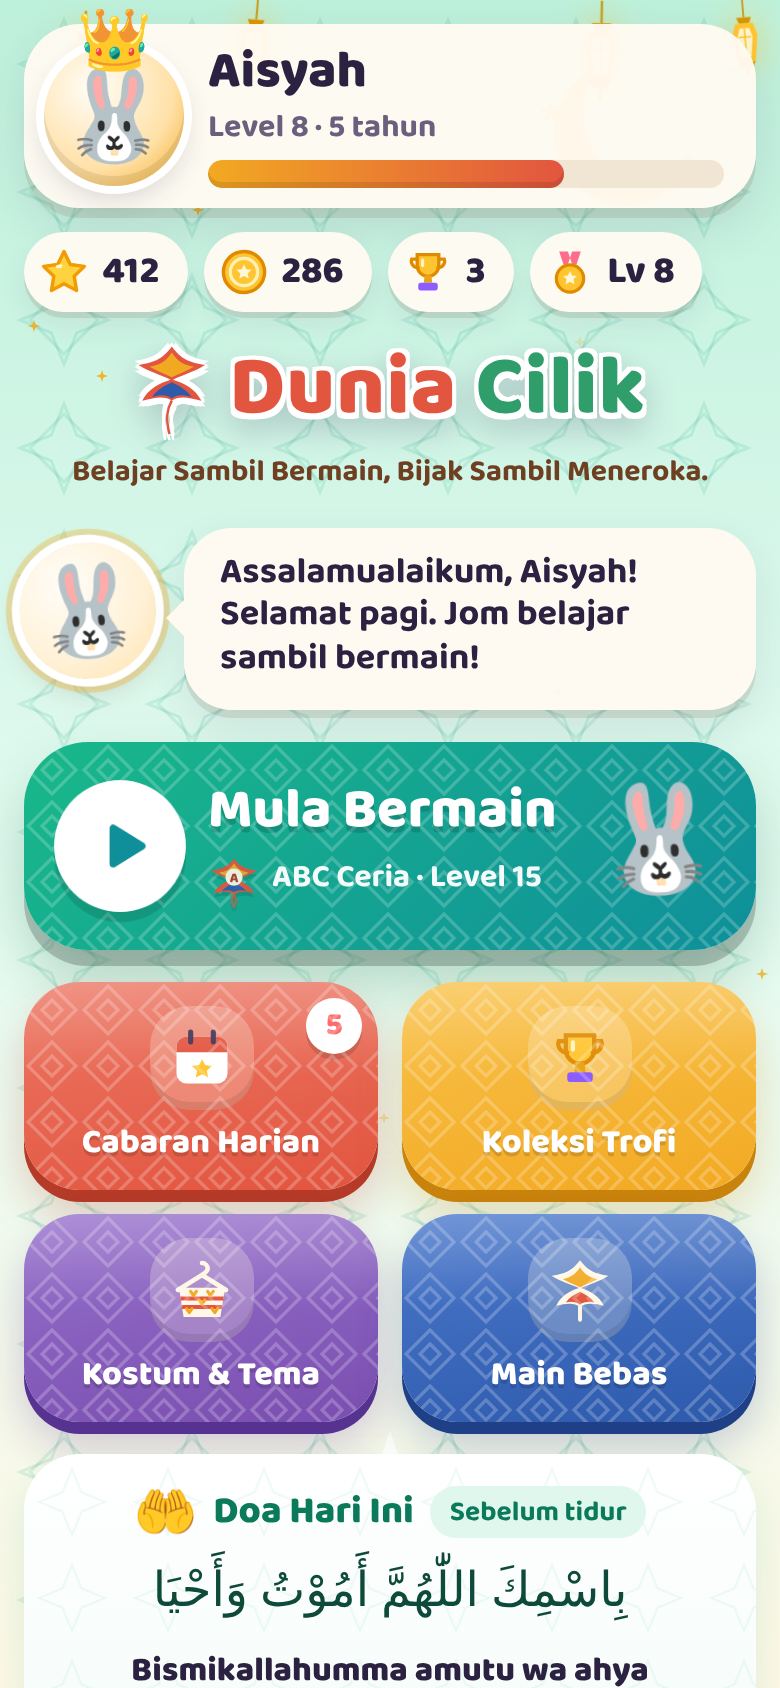 Aisyah
Level 8 · 5 tahun
412
286
3
Lv 8
Dunia Cilik
Belajar Sambil Bermain, Bijak Sambil Meneroka.
Assalamualaikum, Aisyah!
Selamat pagi. Jom belajar
sambil bermain!
Mula Bermain
A
ABC Ceria · Level 15
5
Cabaran Harian
Koleksi Trofi
Kostum & Tema
Main Bebas
Doa Hari Ini
Sebelum tidur
بِاسْمِكَ اللّٰهُمَّ أَمُوْتُ وَأَحْيَا
Bismikallahumma amutu wa ahya